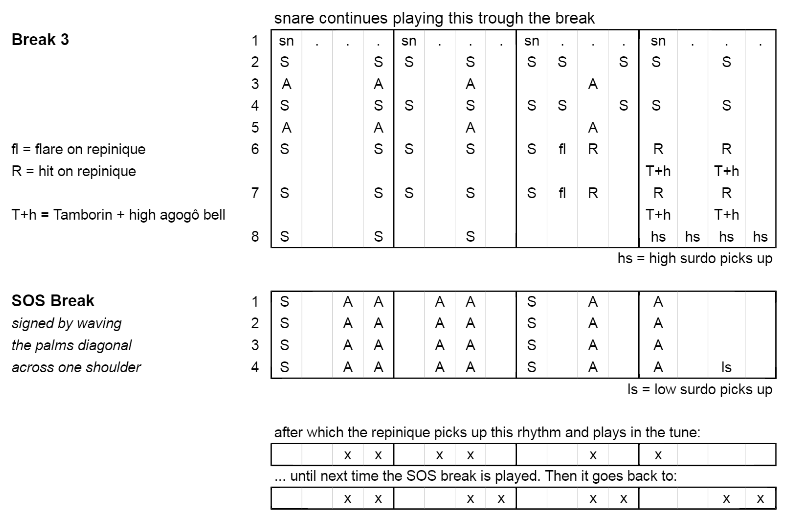 snare continues playing this trough the break
Break 3 1 sn . . . sn . . . sn . . . sn . . .
2 S S S S S S S S S
3 A A A A
4 S S S S S S S S S
5 A A A A
fl = flare on repinique 6 S S S S S fl R R R
R = hit on repinique T+h T+h
7 S S S S S fl R R R
T+h = Tamborin + high agogô bell T+h T+h
8 S S S hs hs hs hs
hs = high surdo picks up
SOS Break 1 S A A A A S A A
signed by waving 2 S A A A A S A A
the palms diagonal 3 S A A A A S A A
across one shoulder 4 S A A A A S A A ls
ls = low surdo picks up
after which the repinique picks up this rhythm and plays in the tune:
x x x x x x
... until next time the SOS break is played. Then it goes back to:
x x x x x x x x